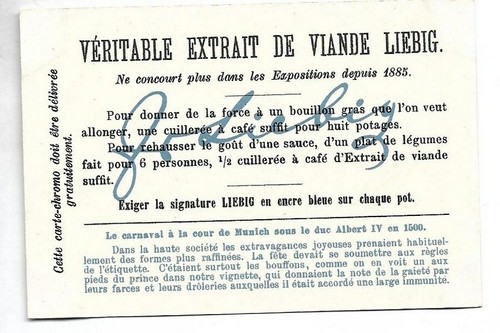 VÉRITABLE EXTRAIT DE VIANDE LIEBIG.
Ne concourt plus dans les Expositions depuis 1885.
Pour donner de la force à un bouillon gras que l'on veut
allonger, une cuillerée à café suffit pour huit potages.
Pour rehausser le goût d'une sauce, d'un plat de légumes
fait pour 6 personnes, 1/2 cuillerée à café d'Extrait de viande
suffit.
Exiger la signature LIEBIG en encre bleue sur chaque pot.
Le carnaval à la cour de Munich sous le duc Albert IV en 1500.
Dans la haute société les extravagances joyeuses prenaient habituel-
lement des formes plus raffinées. La fête devait se soumettre aux règles
de l'étiquette. C'étaient surtout les bouffons, comme on en voit un aux
pieds du prince dans notre vignette, qui donnaient la note de la gaieté par
leurs farces et leurs drôleries auxquelles il était accordé une large immunité.
Cette carte-chromo doit être délivrée
gratuitement.
J. v. Liebig